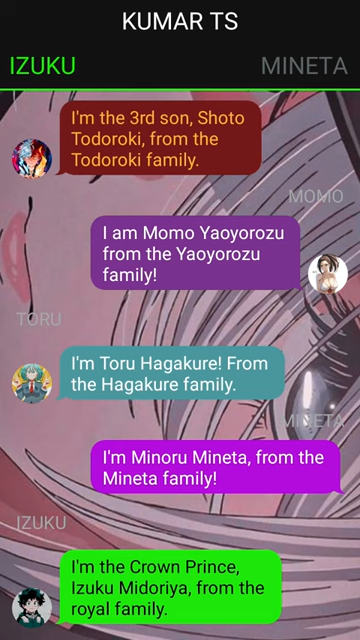 KUMAR TS
IZUKU
MINETA
I'm the 3rd son, Shoto
Todoroki, from the
Todoroki family.
MOMO
I am Momo Yaoyorozu
from the Yaoyorozu
family!
TORU
I'm Toru Hagakure! From
the Hagakure family.
MINETA
I'm Minoru Mineta, from the
Mineta family!
IZUKU
I'm the Crown Prince,
Izuku Midoriya, from the
royal family.